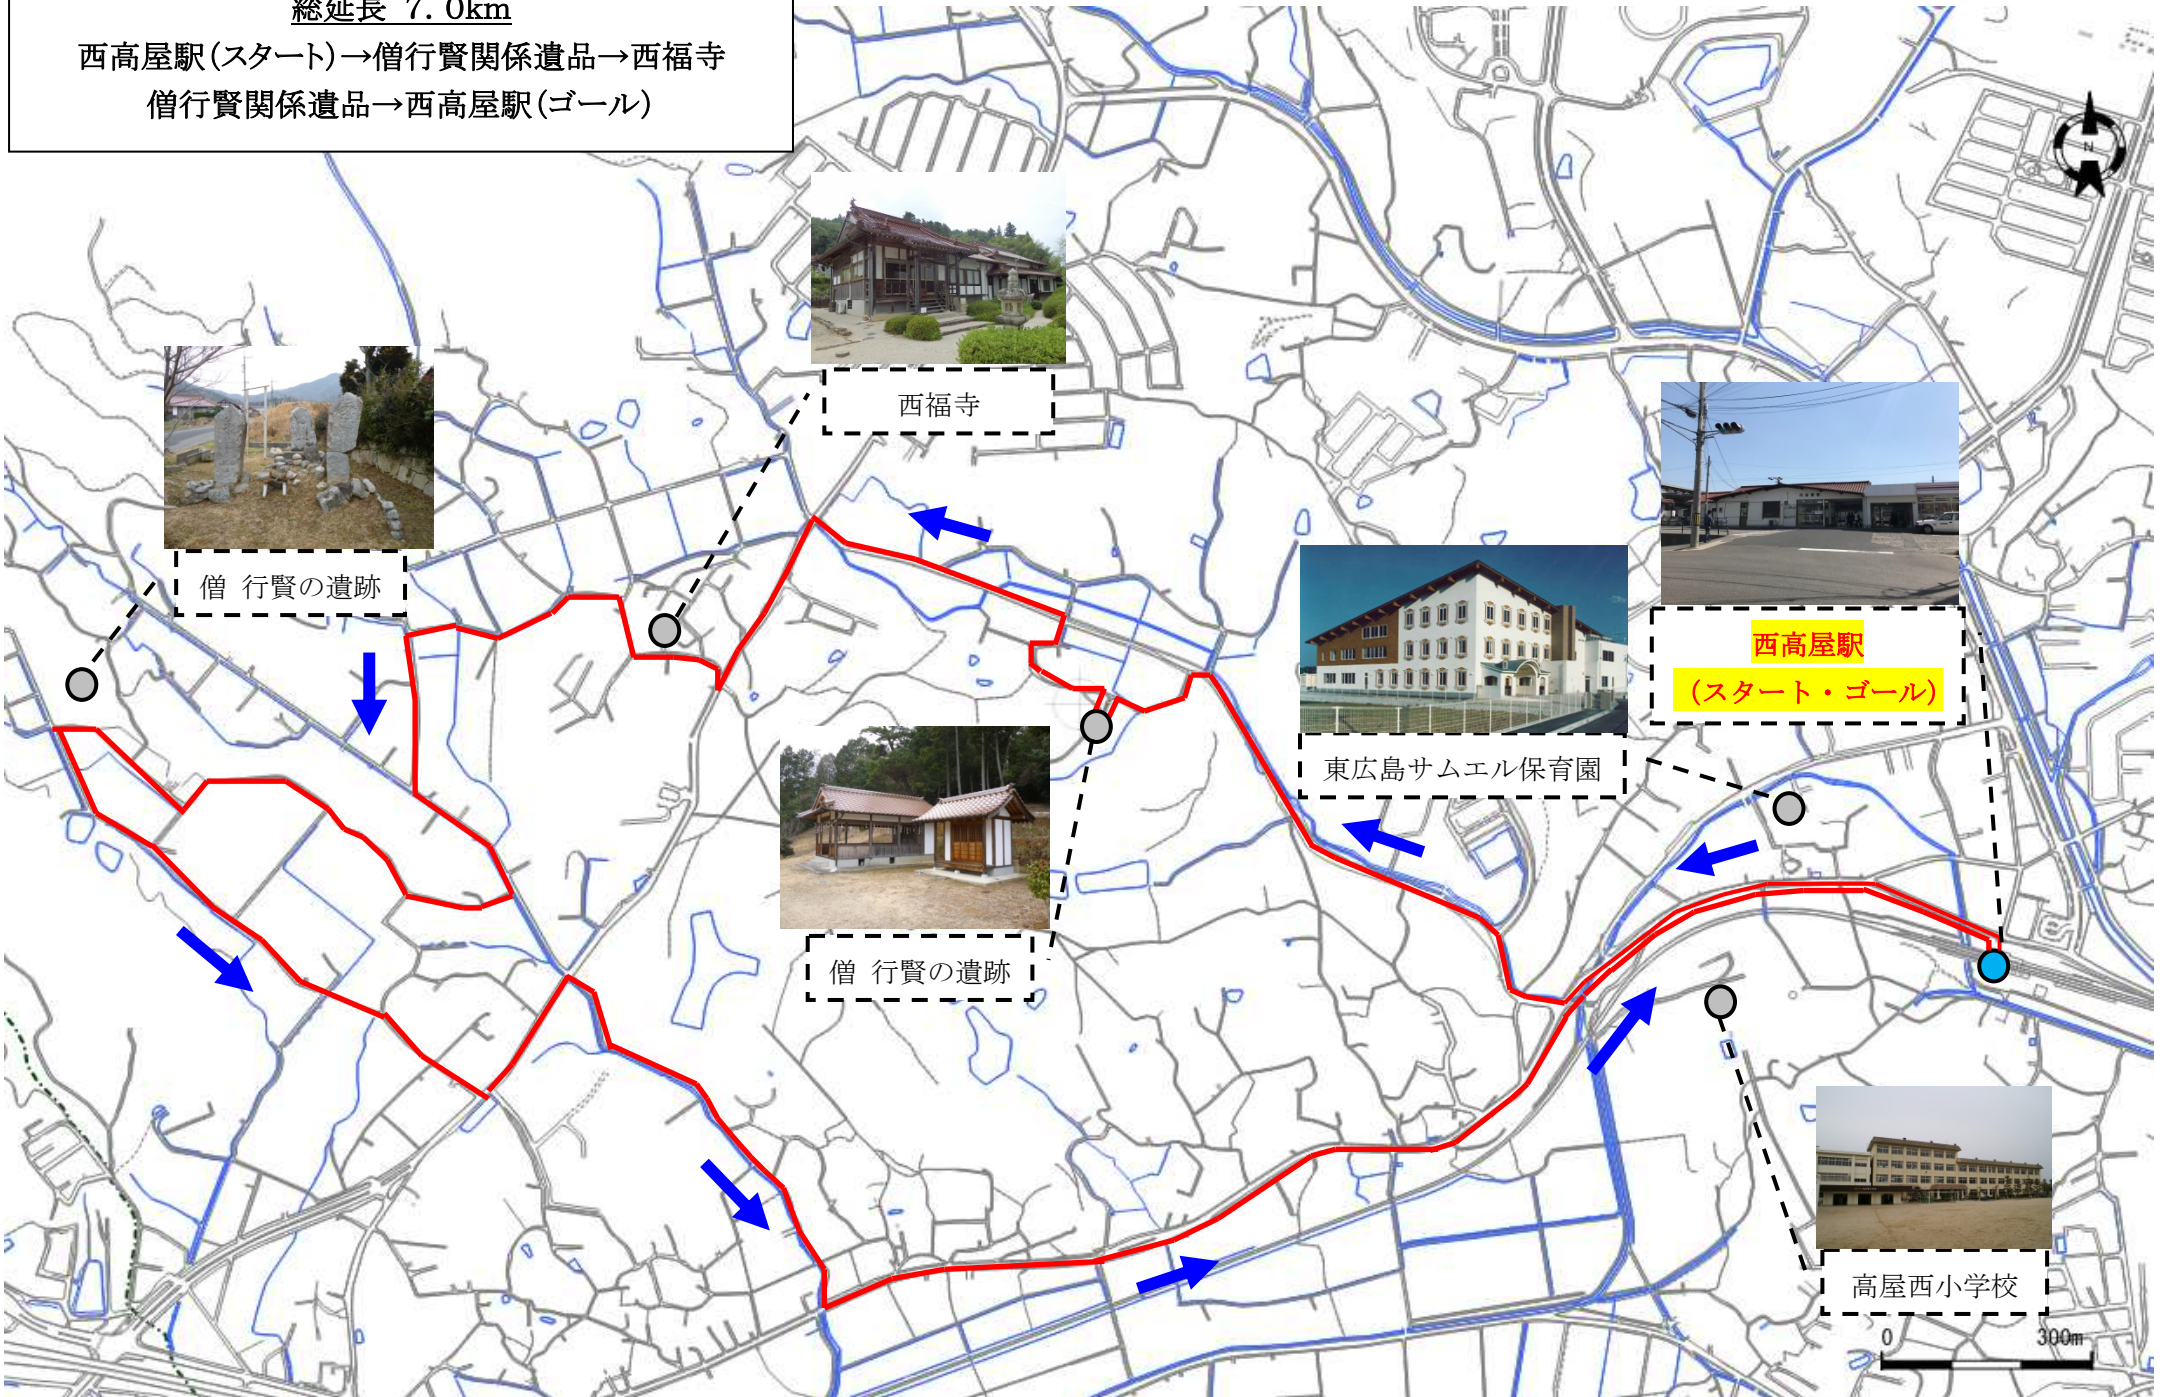 総延長 7.0km
西高屋駅(スタート)→僧行賢関係遺品→西福寺
僧行賢関係遺品→西高屋駅(ゴール)
N
西福寺
僧 行賢の遺跡
西高屋駅
(スタート・ゴール)
東広島サムエル保育園
僧 行賢の遺跡
高屋西小学校
0 300m